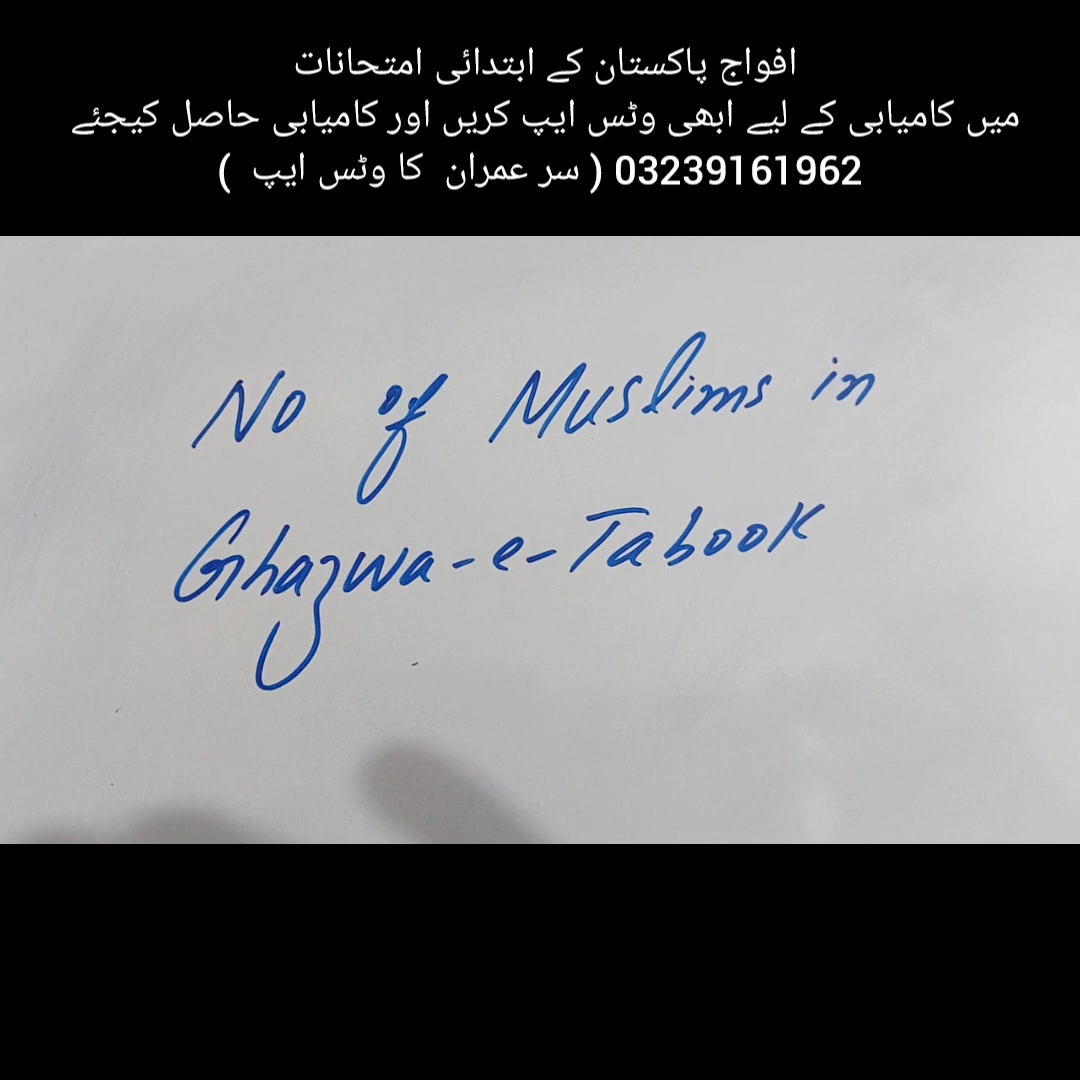 افواج پاکستان کے ابتدائی امتحانات
میں کامیابی کے لیے ابھی وٹس ایپ کریں اور کامیابی حاصل کیجئے
03239161962 ( سر عمران کا وٹس ایپ )
No of Muslims in
Ghazwa-e-Tabook